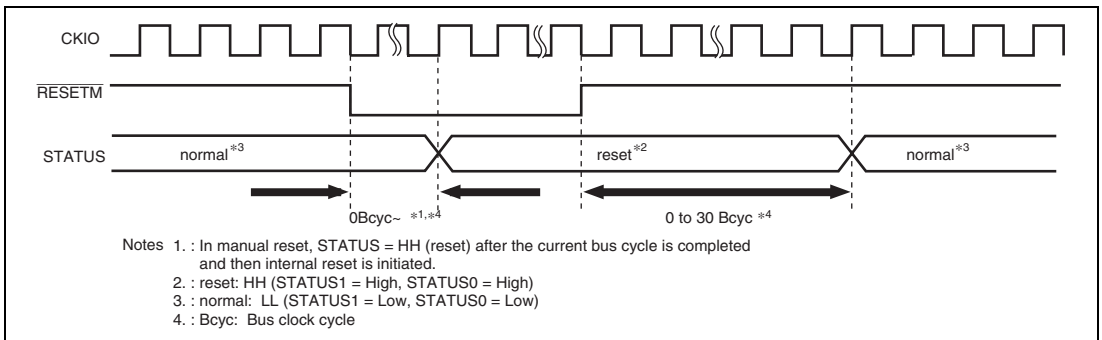 CKIO
RESETM
STATUS
normal*3
reset*2
normal*3
0Bcyc~ *1,*4
0 to 30 Bcyc *4
Notes 1. : In manual reset, STATUS = HH (reset) after the current bus cycle is completed
and then internal reset is initiated.
2. : reset: HH (STATUS1 = High, STATUS0 = High)
3. : normal: LL (STATUS1 = Low, STATUS0 = Low)
4. : Bcyc: Bus clock cycle